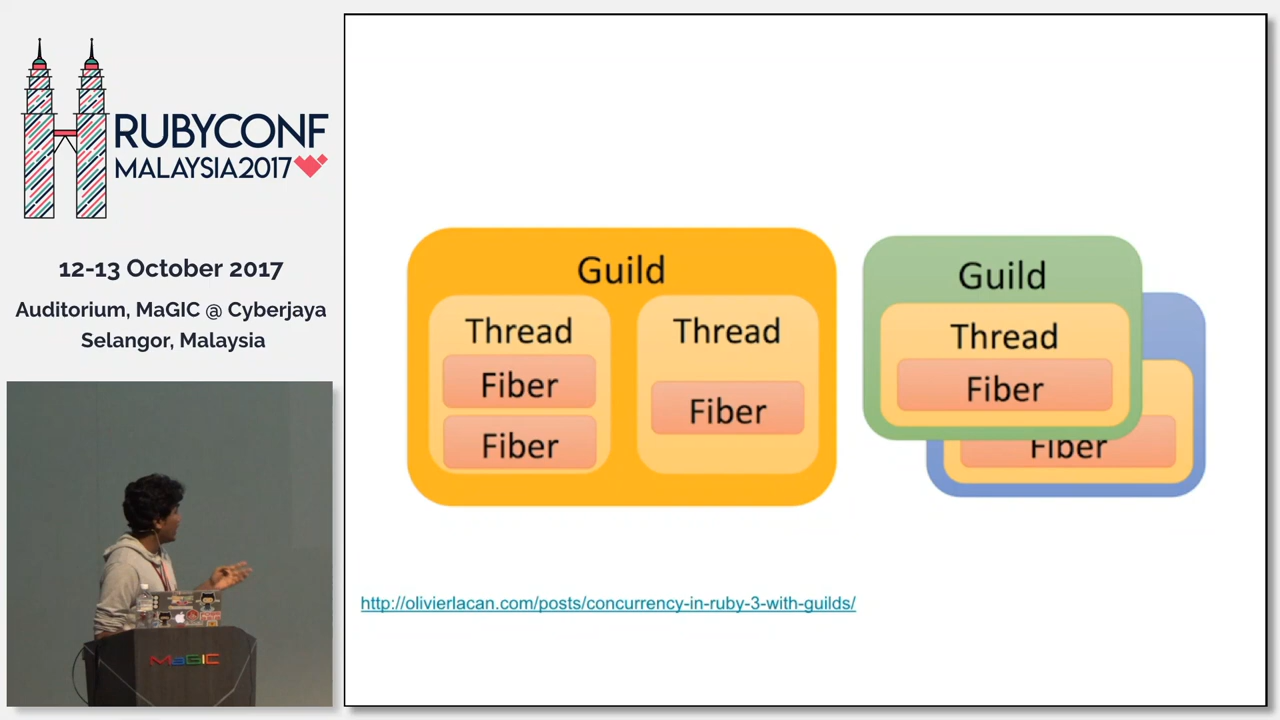 RUBYCONF
MALAYSIA2017
12-13 October 2017
Auditorium, MaGIC @ Cyberjaya
Selangor, Malaysia
MaGIC
Guild
Thread
Fiber
Fiber
Thread
Fiber
Guild
Thread
Fiber
Fiber
http://olivierlacan.com/posts/concurrency-in-ruby-3-with-guilds/